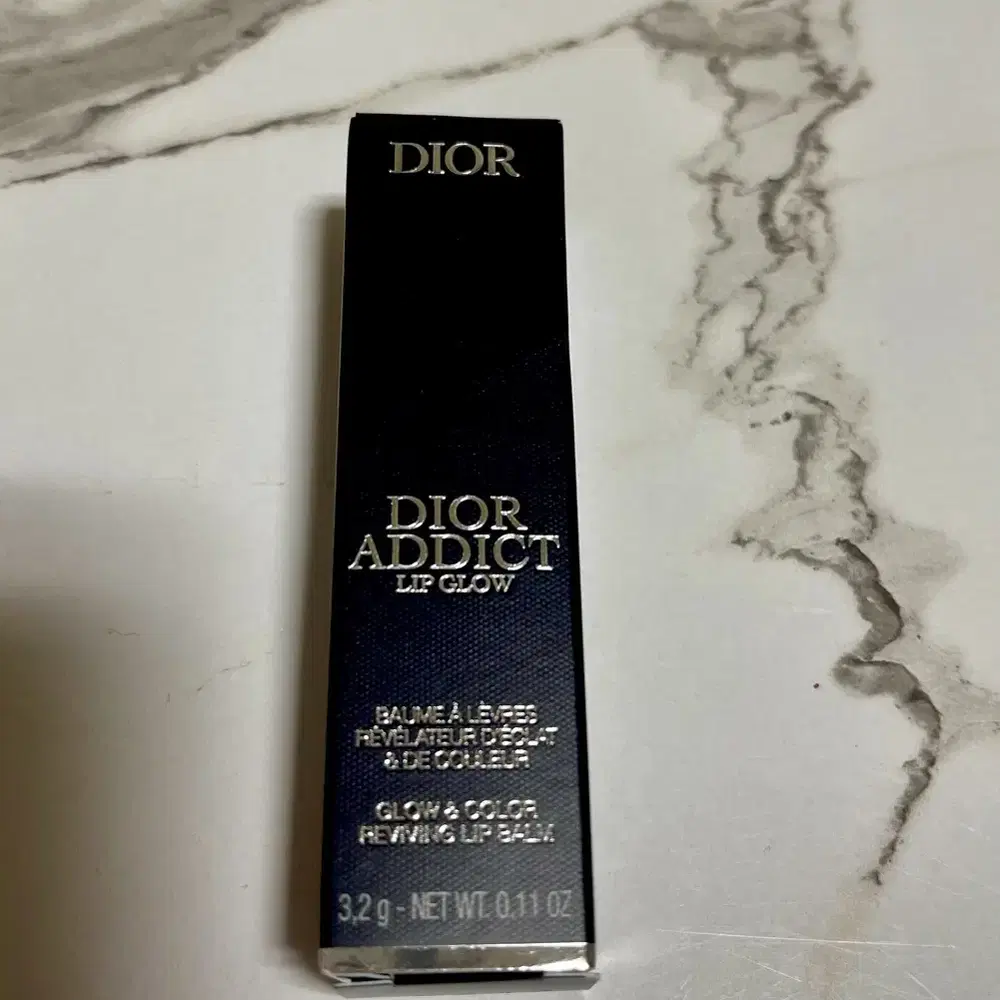 DIOR
DIOR
ADDICT
LIP GLOW
BAUME À LÈVRES
RÉVÉLATEUR D'ÉCLAT
& DE COULEUR
GLOW & COLOR
REVIVING LIP BALM
3,2 g - NET WT. 0.11 OZ